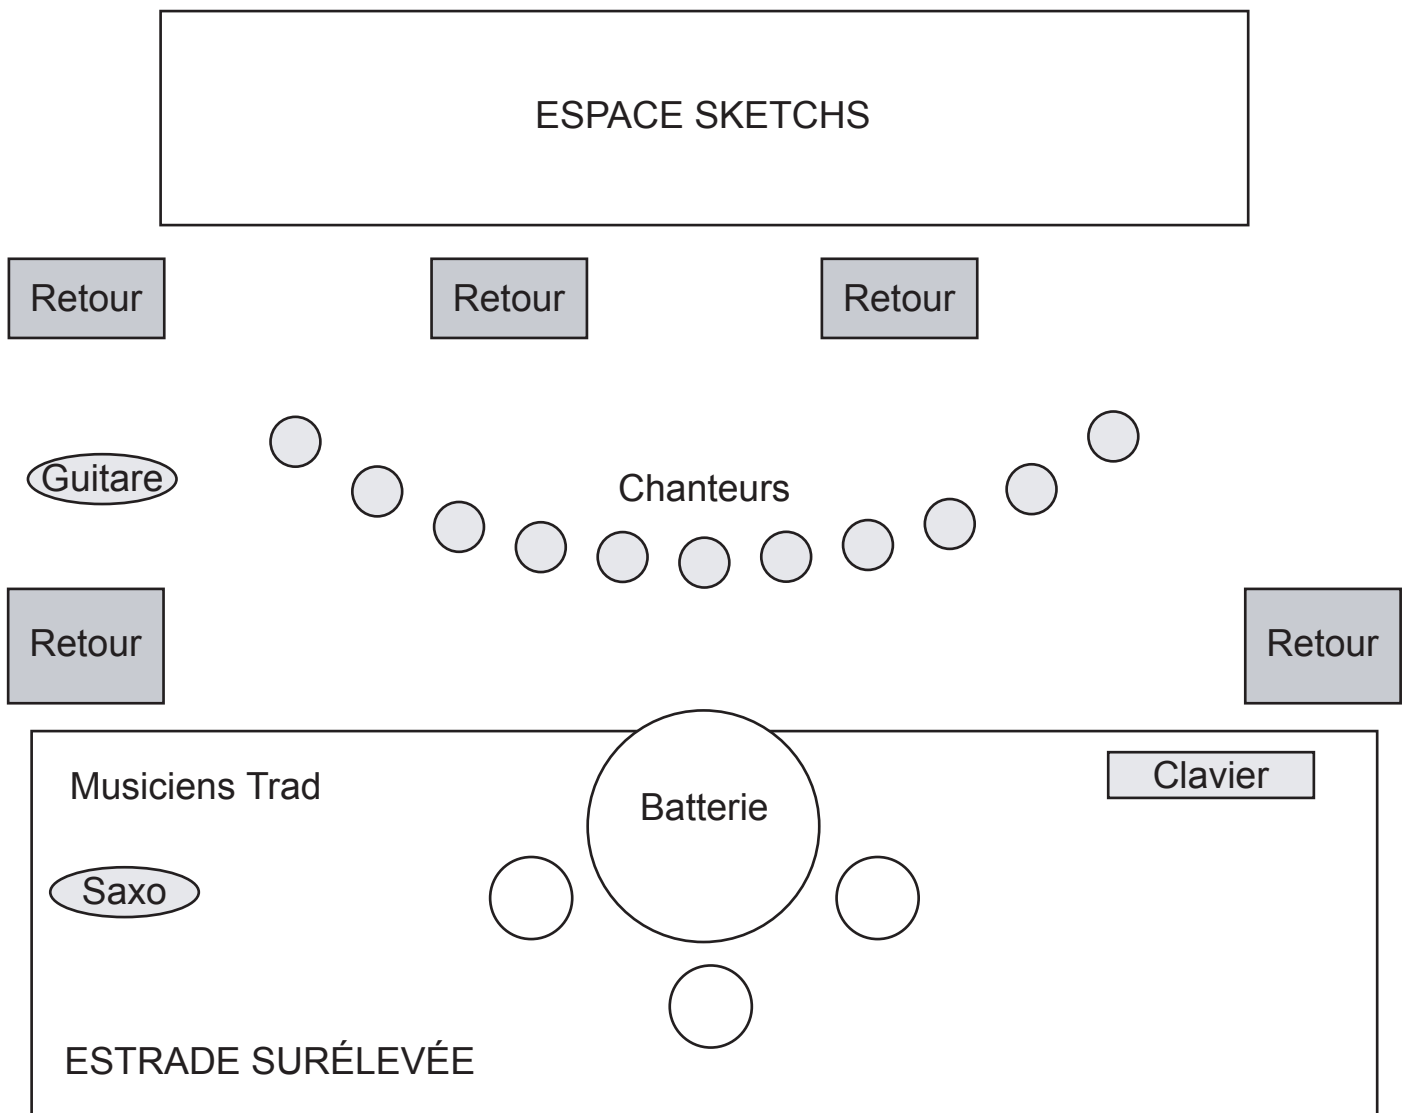 ESPACE SKETCHS
Retour
Retour
Retour
Guitare
Chanteurs
Retour
Retour
Musiciens Trad
Batterie
Clavier
Saxo
ESTRADE SURÉLEVÉE